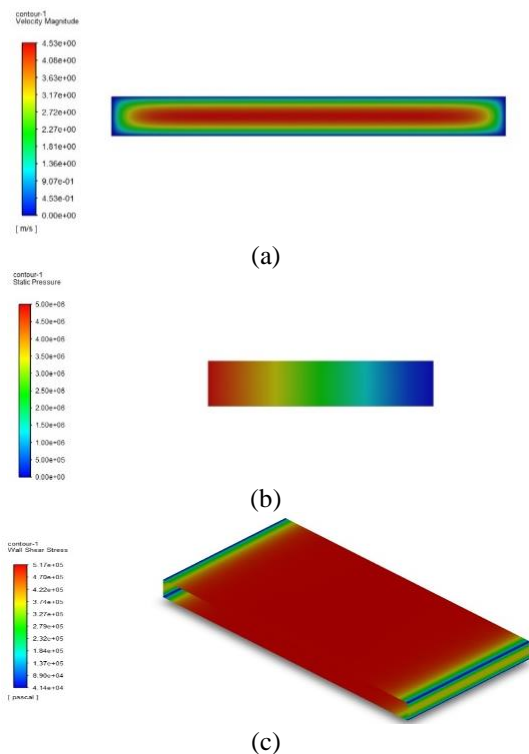 contour-1
Velocity Magnitude
4.53e+00
4.08e+00
3.63e+00
3.17e+00
2.72e+00
2.27e+00
1.81e+00
1.36e+00
9.07e-01
4.53e-01
0.00e+00
[ m/s ]
(a)
contour-1
Static Pressure
5.00e+06
4.50e+06
4.00e+06
3.50e+06
3.00e+06
2.50e+06
2.00e+06
1.50e+06
1.00e+06
5.00e+05
0.00e+00
(b)
contour-1
Wall Shear Stress
5.17e+05
4.70e+05
4.22e+05
3.74e+05
3.27e+05
2.79e+05
2.32e+05
1.84e+05
1.37e+05
8.90e+04
4.14e+04
[ pascal ]
(c)